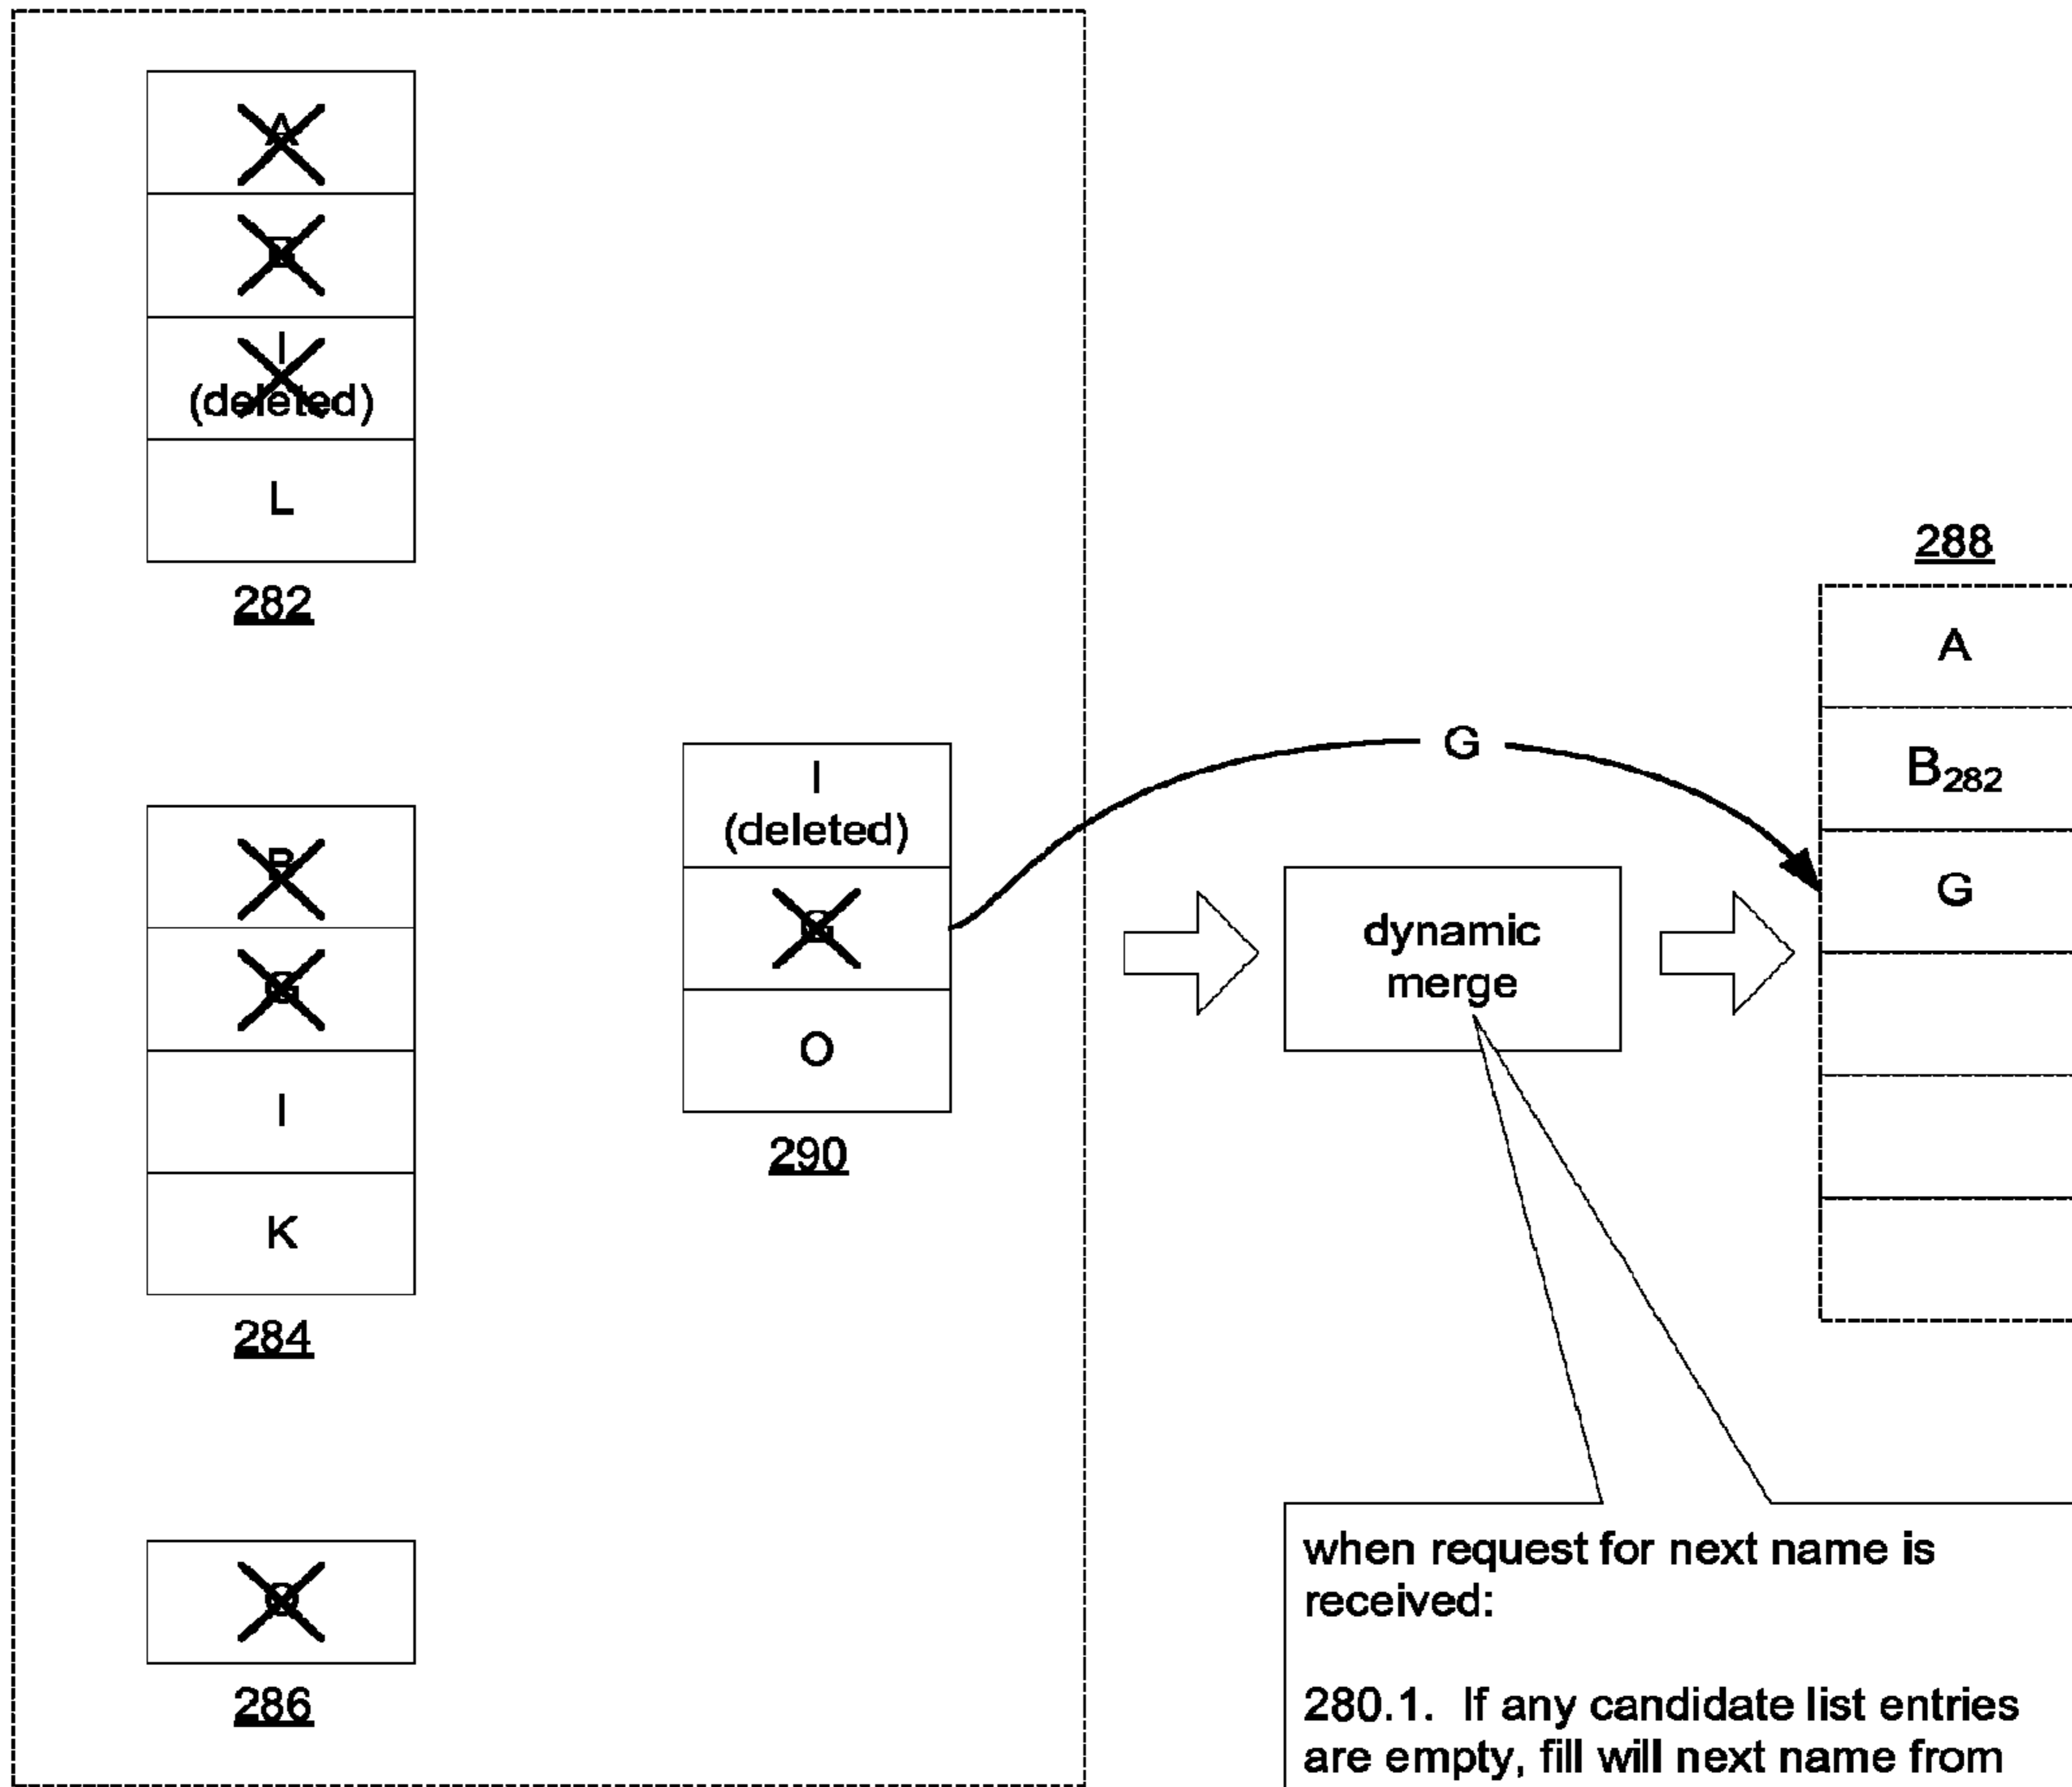 A
B
I
(deleted)
L
282
B
G
I
K
284
O
286
I
(deleted)
G
O
290
G
dynamic
merge
288
A
B282
G
when request for next name is
received:
280.1. If any candidate list entries
are empty, fill will next name from